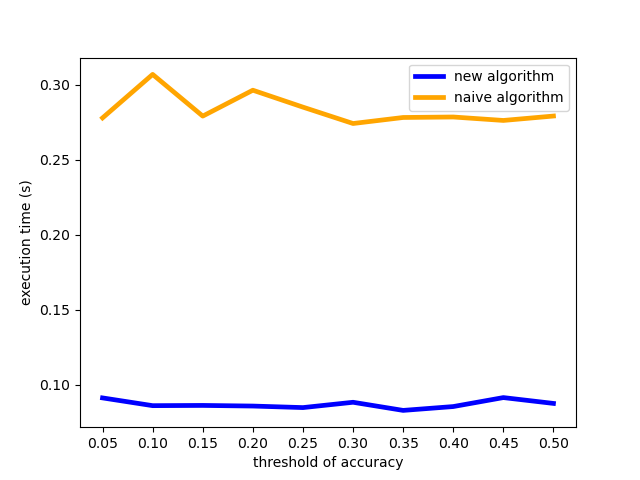 new algorithm
naive algorithm
0.30
0.25
0.20
0.15
0.10
execution time (s)
0.05 0.10 0.15 0.20 0.25 0.30 0.35 0.40 0.45 0.50
threshold of accuracy